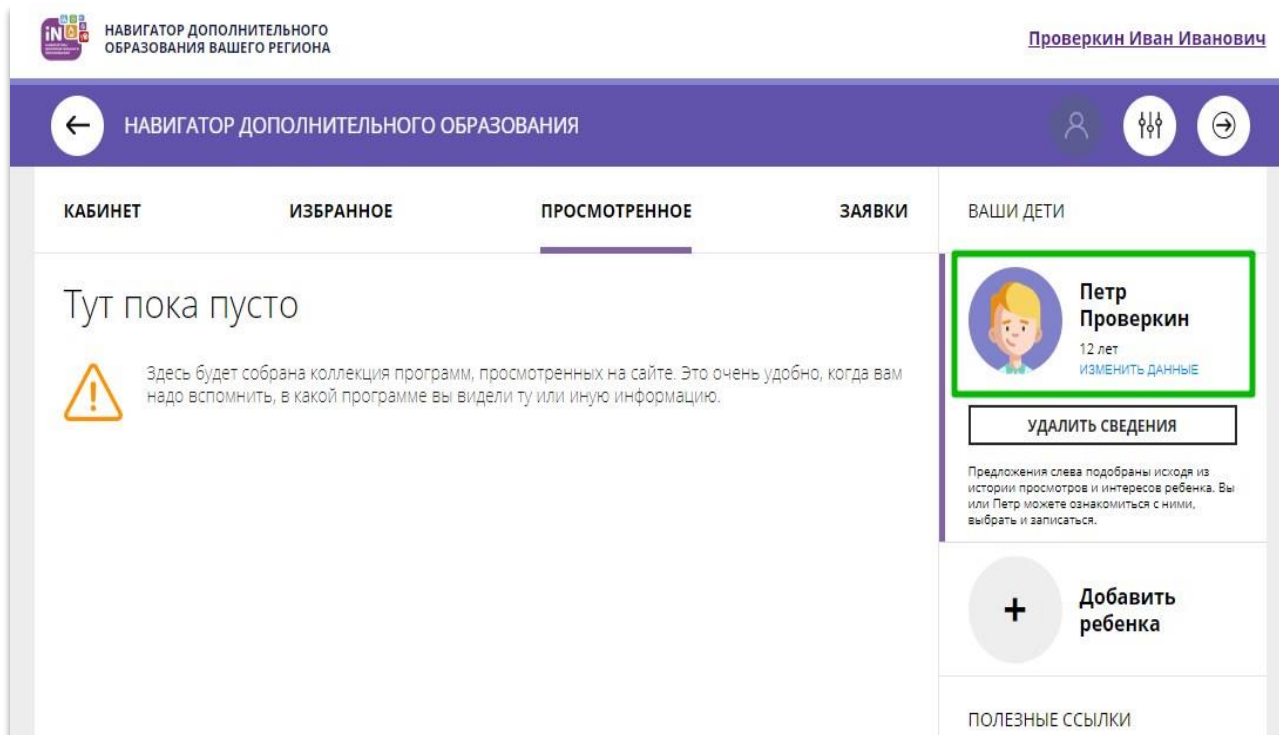 НАВИГАТОР ДОПОЛНИТЕЛЬНОГО
ОБРАЗОВАНИЯ ВАШЕГО РЕГИОНА
Проверкин Иван Иванович
НАВИГАТОР ДОПОЛНИТЕЛЬНОГО ОБРАЗОВАНИЯ
КАБИНЕТ
ИЗБРАННОЕ
ПРОСМОТРЕННОЕ
ЗАЯВКИ
Тут пока пусто
Здесь будет собрана коллекция программ, просмотренных на сайте. Это очень удобно, когда вам
надо вспомнить, в какой программе вы видели ту или иную информацию.
ВАШИ ДЕТИ
Петр
Проверкин
12 лет
ИЗМЕНИТЬ ДАННЫЕ
УДАЛИТЬ СВЕДЕНИЯ
Предложения слева подобраны исходя из
истории просмотров и интересов ребенка. Вы
или Петр можете ознакомиться с ними,
выбрать и записаться.
+
Добавить
ребенка
ПОЛЕЗНЫЕ ССЫЛКИ